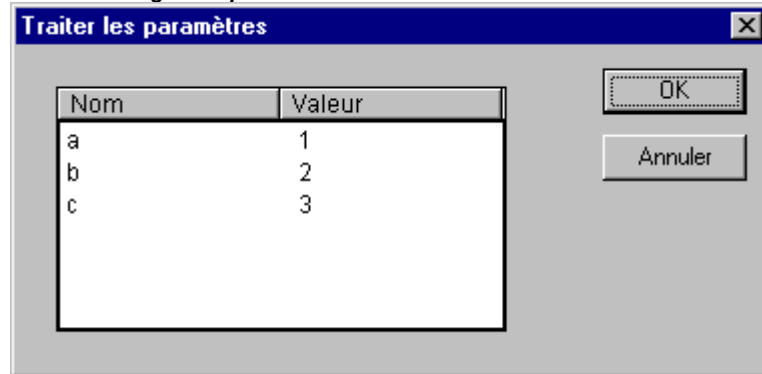 Traiter les paramètres
Nom Valeur
a 1
b 2
c 3
OK
Annuler